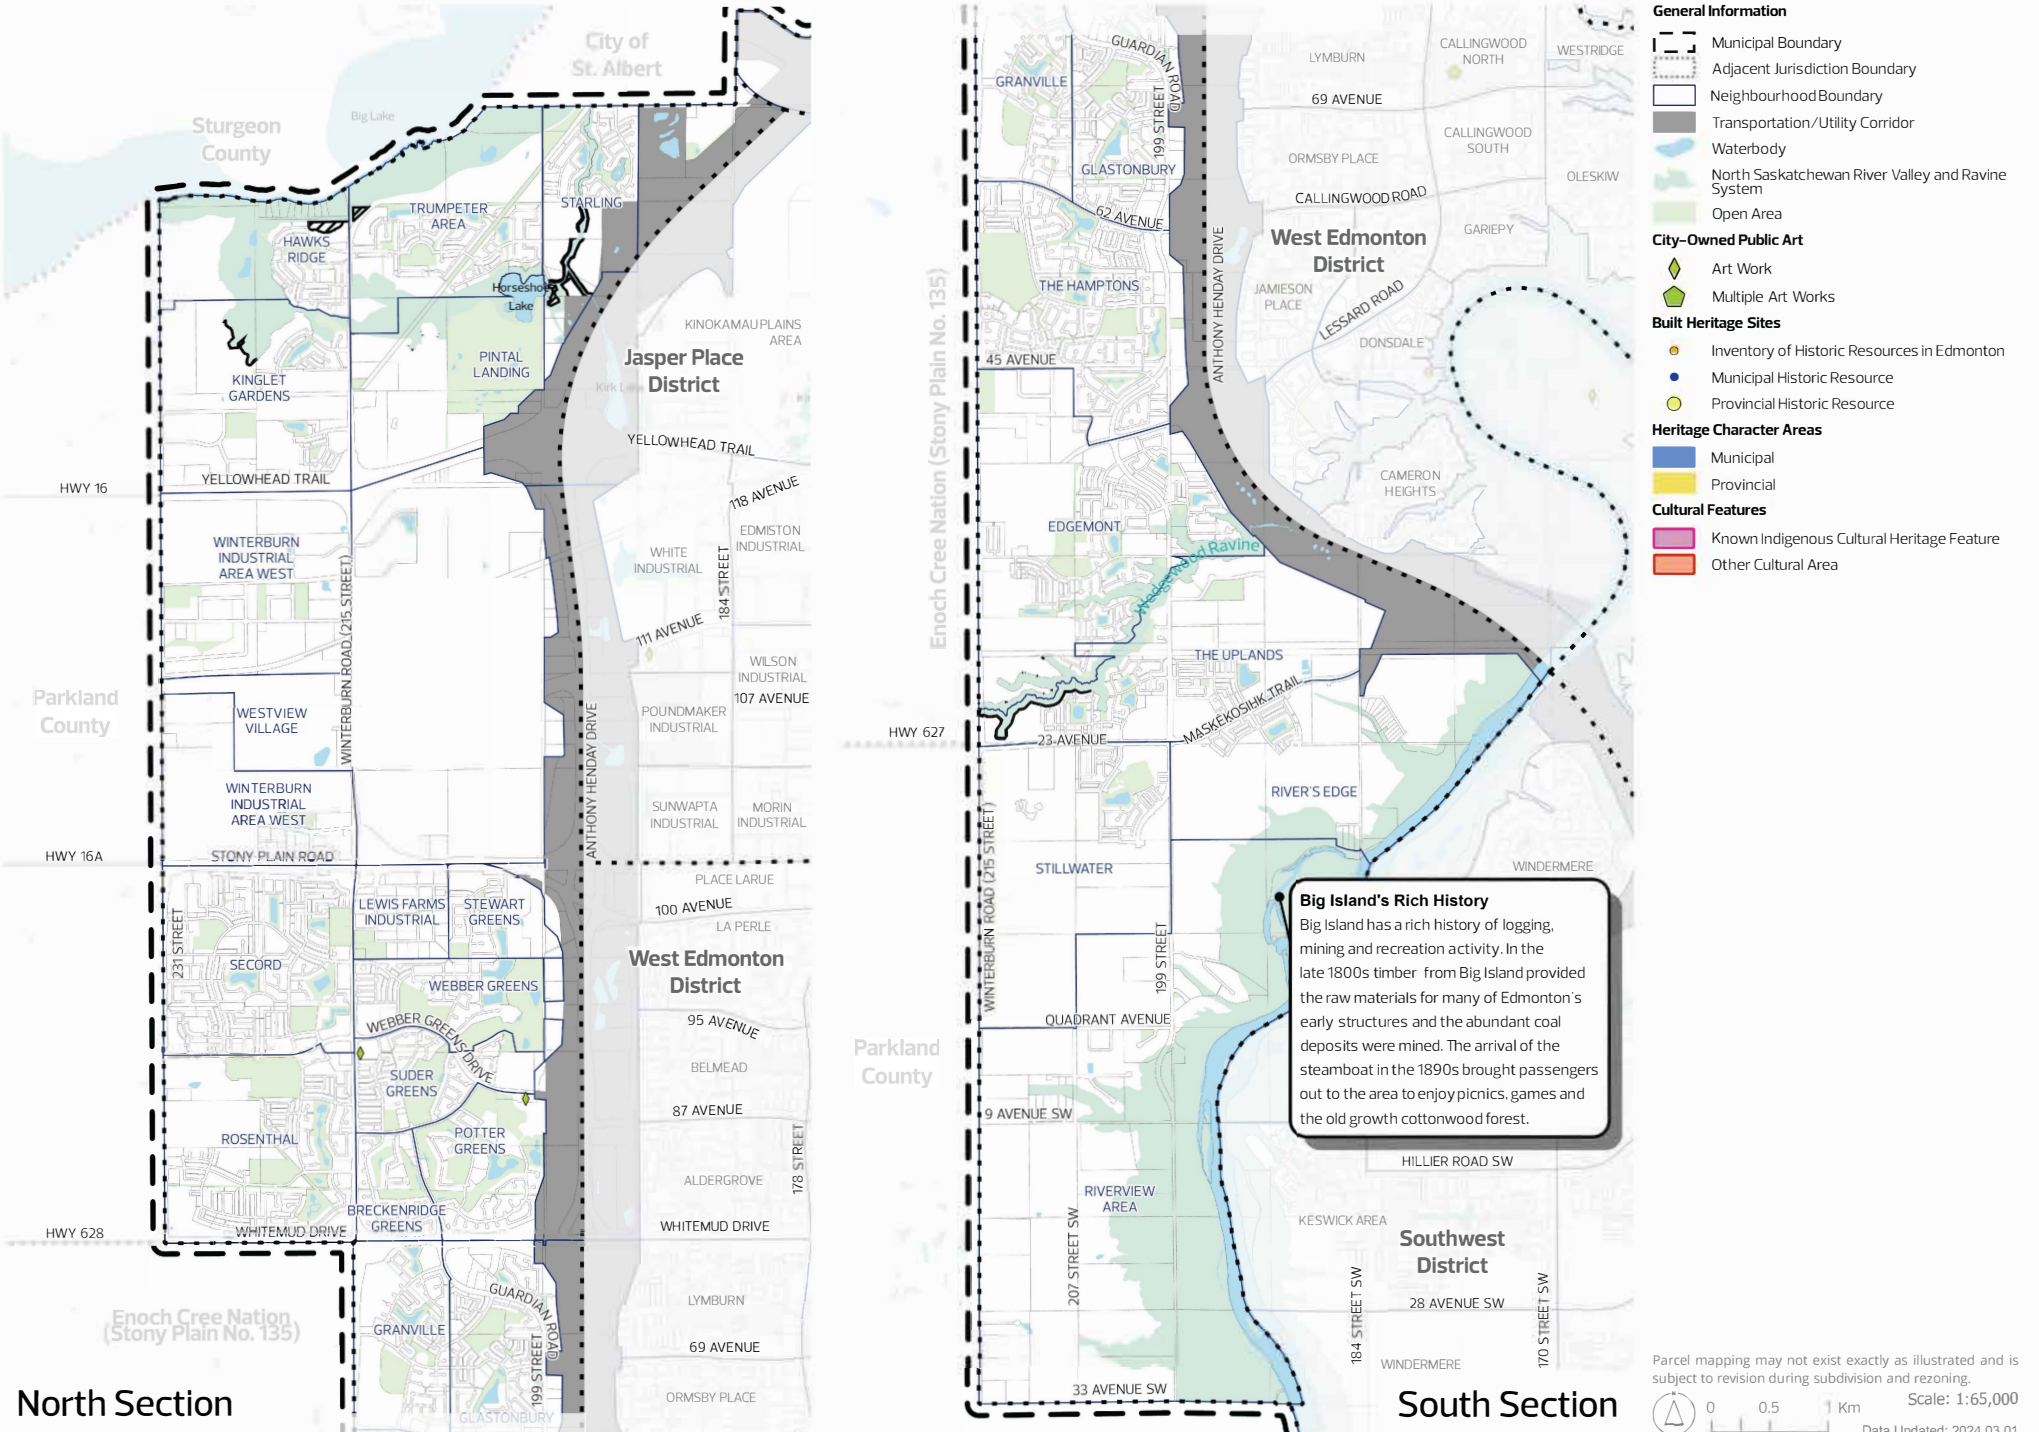 City of
St. Albert
Big Lake
Sturgeon
County
TRUMPETER
AREA
STARLING
HAWKS
RIDGE
Horseshoe
Lake
KINOKAMAU PLAINS
AREA
Jasper Place
District
PINTAL
LANDING
KINGLET
GARDENS
YELLOWHEAD TRAIL
YELLOWHEAD TRAIL
HWY 16
118 AVENUE
EDMISTON
INDUSTRIAL
WINTERBURN
INDUSTRIAL
AREA WEST
WHITE
INDUSTRIAL
184 STREET
WINTERBURN ROAD (215 STREET)
111 AVENUE
WILSON
INDUSTRIAL
107 AVENUE
Parkland
County
WESTVIEW
VILLAGE
POUNDMAKER
INDUSTRIAL
ANTHONY HENDAY DRIVE
WINTERBURN
INDUSTRIAL
AREA WEST
SUNWAPTA
INDUSTRIAL
MORIN
INDUSTRIAL
HWY 16A
STONY PLAIN ROAD
PLACE LARUE
LEWIS FARMS
INDUSTRIAL
STEWART
GREENS
100 AVENUE
LA PERLE
231 STREET
SECORD
West Edmonton
District
WEBBER GREENS
WEBBER GREENS DRIVE
95 AVENUE
SUDER
GREENS
BELMEAD
87 AVENUE
ROSENTHAL
POTTER
GREENS
178 STREET
ALDERGROVE
BRECKENRIDGE
GREENS
HWY 628
WHITEMUD DRIVE
WHITEMUD DRIVE
Enoch Cree Nation
(Stony Plain No. 135)
GUARDIAN ROAD
LYMBURN
GRANVILLE
199 STREET
69 AVENUE
ORMSBY PLACE
GLASTONBURY
North Section
GUARDIAN ROAD
GRANVILLE
199 STREET
LYMBURN
CALLINGWOOD
NORTH
WESTRIDGE
69 AVENUE
CALLINGWOOD
SOUTH
GLASTONBURY
ORMSBY PLACE
OLESKIW
CALLINGWOOD ROAD
62 AVENUE
GARIEPY
West Edmonton
District
ANTHONY HENDAY DRIVE
THE HAMPTONS
JAMIESON
PLACE
LESSARD ROAD
DONSDALE
Enoch Cree Nation (Stony Plain No. 135)
45 AVENUE
CAMERON
HEIGHTS
EDGEMONT
Wedgewood Ravine
THE UPLANDS
MASKÊKOSIHK TRAIL
HWY 627
23 AVENUE
RIVER'S EDGE
WINTERBURN ROAD (215 STREET)
STILLWATER
WINDERMERE
199 STREET
Big Island's Rich History
Big Island has a rich history of logging,
mining and recreation activity. In the
late 1800s timber from Big Island provided
the raw materials for many of Edmonton's
early structures and the abundant coal
deposits were mined. The arrival of the
steamboat in the 1890s brought passengers
out to the area to enjoy picnics, games and
the old growth cottonwood forest.
QUADRANT AVENUE
Parkland
County
9 AVENUE SW
HILLIER ROAD SW
RIVERVIEW
AREA
KESWICK AREA
Southwest
District
207 STREET SW
184 STREET SW
170 STREET SW
28 AVENUE SW
WINDERMERE
33 AVENUE SW
South Section
General Information
Municipal Boundary
Adjacent Jurisdiction Boundary
Neighbourhood Boundary
Transportation/Utility Corridor
Waterbody
North Saskatchewan River Valley and Ravine
System
Open Area
City-Owned Public Art
Art Work
Multiple Art Works
Built Heritage Sites
Inventory of Historic Resources in Edmonton
Municipal Historic Resource
Provincial Historic Resource
Heritage Character Areas
Municipal
Provincial
Cultural Features
Known Indigenous Cultural Heritage Feature
Other Cultural Area
Parcel mapping may not exist exactly as illustrated and is
subject to revision during subdivision and rezoning.
Scale: 1:65,000
0 0.5 1 Km
Data Updated: 2024.03.01